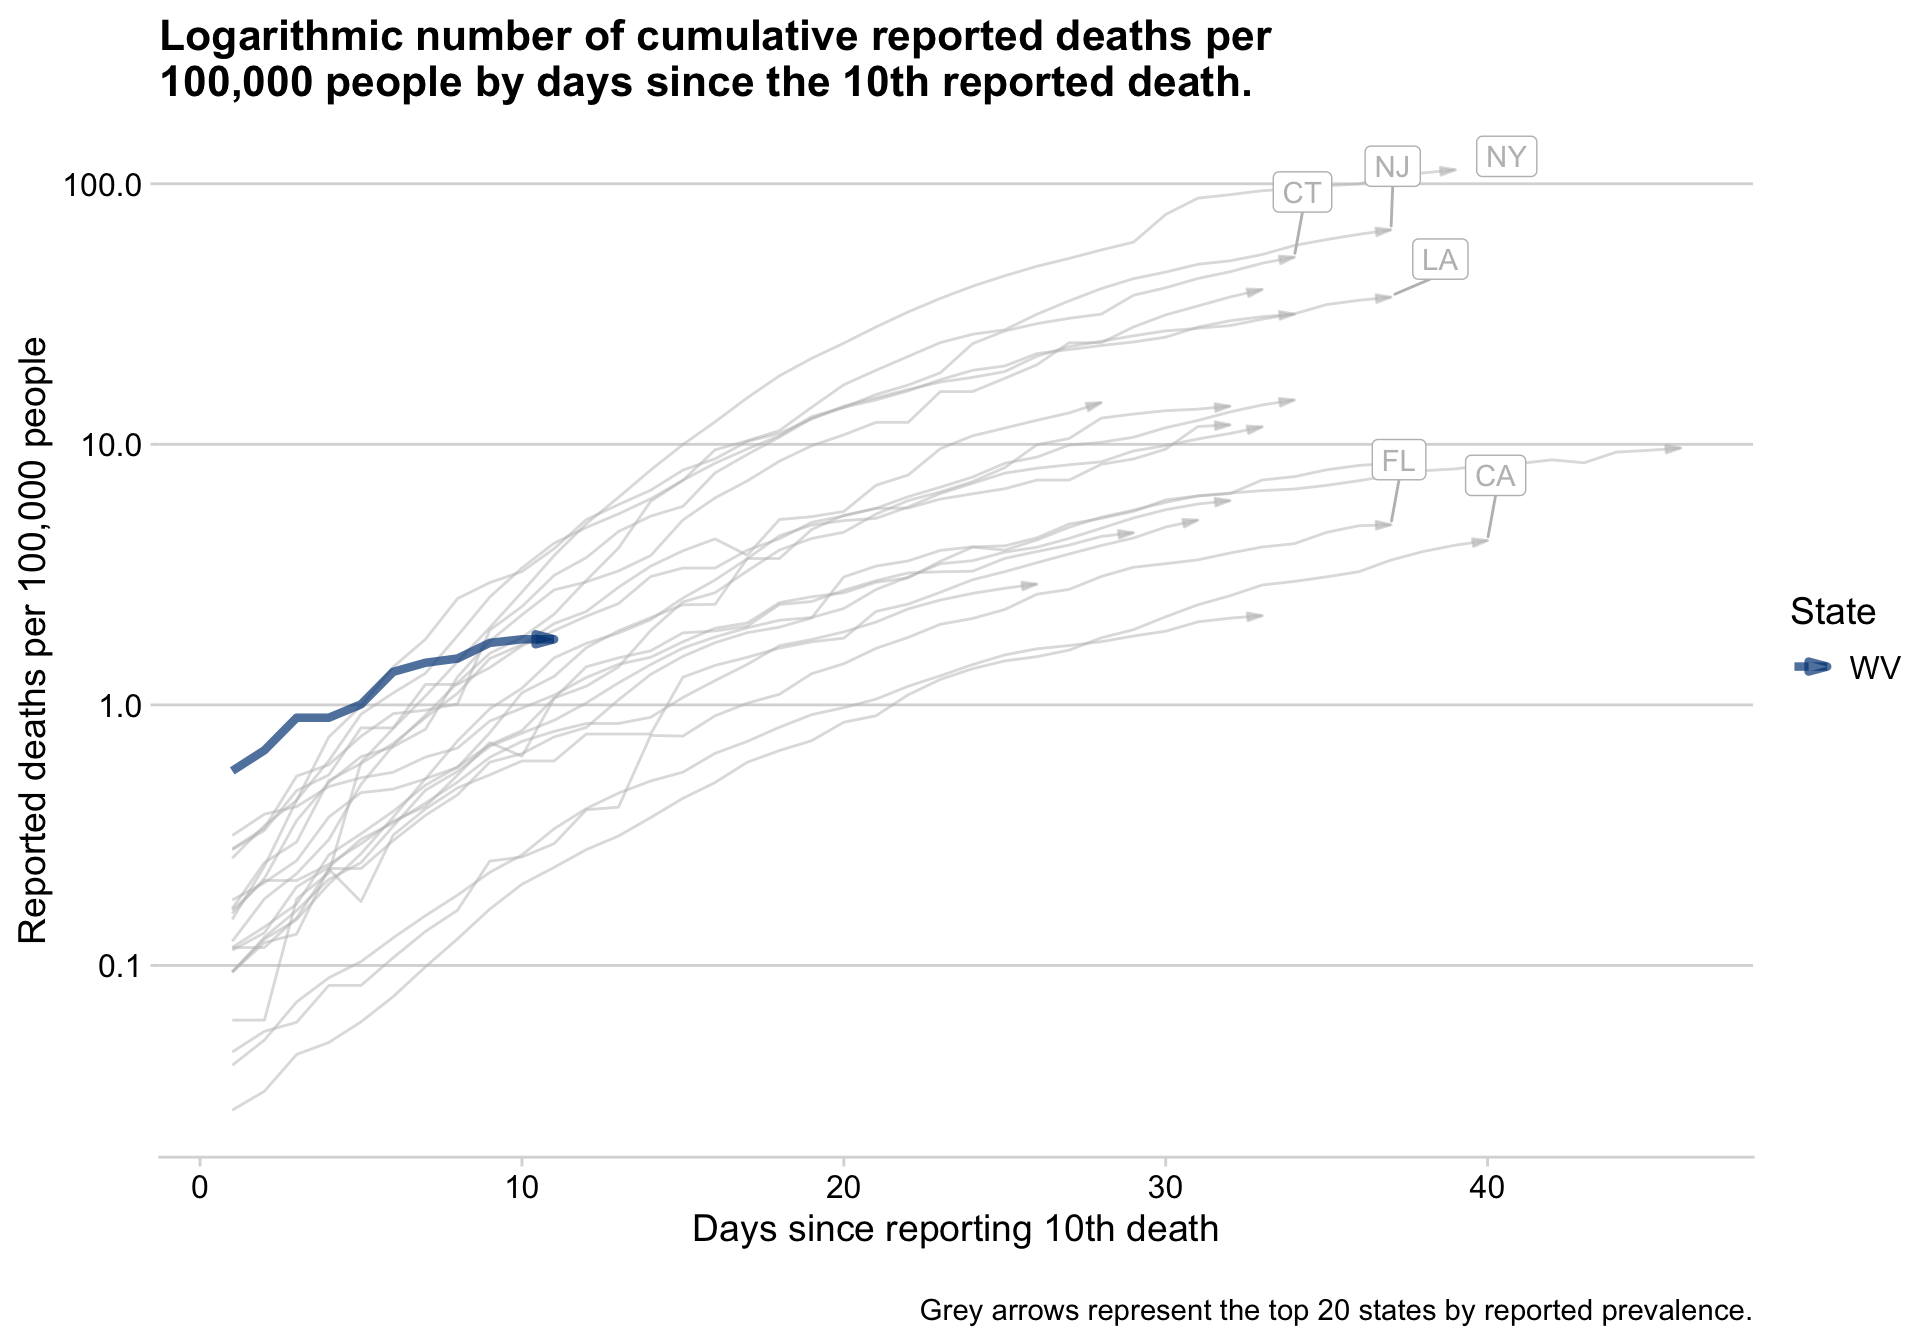 Logarithmic number of cumulative reported deaths per
100,000 people by days since the 10th reported death.
Reported deaths per 100,000 people
100.0
10.0
1.0
0.1
NY
NJ
CT
LA
FL
CA
State
WV
0
10
20
30
40
Days since reporting 10th death
Grey arrows represent the top 20 states by reported prevalence.